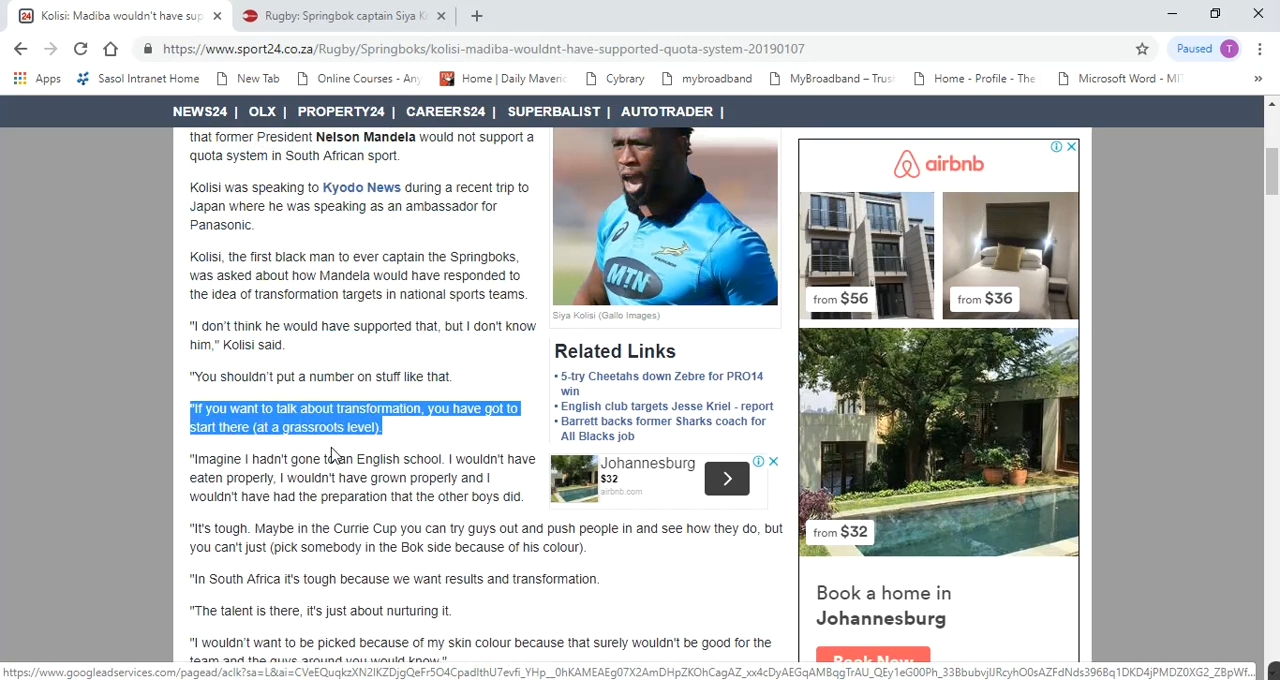 Kolisi: Madiba wouldn't have sup
Rugby: Springbok captain Siya Ko
https://www.sport24.co.za/Rugby/Springboks/kolisi-madiba-wouldnt-have-supported-quota-system-20190107
Paused T
Apps Sasol Intranet Home New Tab Online Courses - Any Home | Daily Maveric Cybrary mybroadband MyBroadband – Trus Home - Profile - The Microsoft Word - MIT »
NEWS24 | OLX | PROPERTY24 | CAREERS24 | SUPERBALIST | AUTOTRADER |
that former President Nelson Mandela would not support a
quota system in South African sport.
Kolisi was speaking to Kyodo News during a recent trip to
Japan where he was speaking as an ambassador for
Panasonic.
Kolisi, the first black man to ever captain the Springboks,
was asked about how Mandela would have responded to
the idea of transformation targets in national sports teams.
"I don't think he would have supported that, but I don't know
him," Kolisi said.
"You shouldn't put a number on stuff like that.
"If you want to talk about transformation, you have got to
start there (at a grassroots level).
"Imagine I hadn't gone to an English school. I wouldn't have
eaten properly, I wouldn't have grown properly and I
wouldn't have had the preparation that the other boys did.
"It's tough. Maybe in the Currie Cup you can try guys out and push people in and see how they do, but
you can't just (pick somebody in the Bok side because of his colour).
"In South Africa it's tough because we want results and transformation.
"The talent is there, it's just about nurturing it.
"I wouldn't want to be picked because of my skin colour because that surely wouldn't be good for the
team and the guys around you would know."
MTN
Siya Kolisi (Gallo Images)
Related Links
• 5-try Cheetahs down Zebre for PRO14
win
• English club targets Jesse Kriel - report
• Barrett backs former Sharks coach for
All Blacks job
Johannesburg
$32
airbnb.com
airbnb
from $56
from $36
from $32
Book a home in
Johannesburg
Book Now